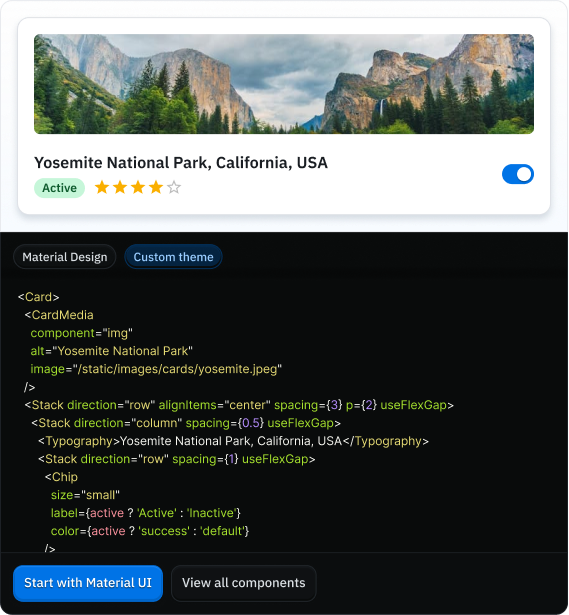 Yosemite National Park, California, USA
Active
Material Design
Custom theme
<Card>
<CardMedia
component="img"
alt="Yosemite National Park"
image="/static/images/cards/yosemite.jpeg"
/>
<Stack direction="row" alignItems="center" spacing={3} p={2} useFlexGap>
<Stack direction="column" spacing={0.5} useFlexGap>
<Typography>Yosemite National Park, California, USA</Typography>
<Stack direction="row" spacing={1} useFlexGap>
<Chip
size="small"
label={active ? 'Active' : 'Inactive'}
color={active ? 'success' : 'default'}
/>
Start with Material UI
View all components